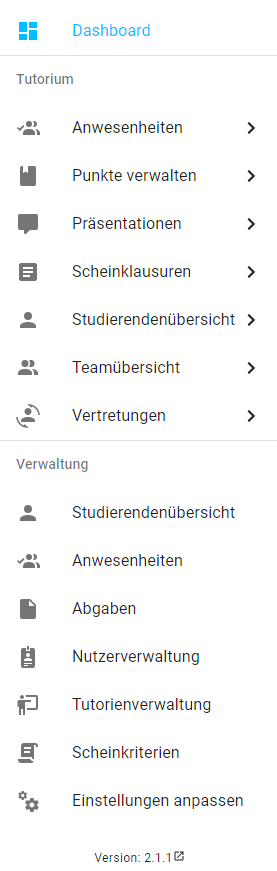 Dashboard
Tutorium
Anwesenheiten
Punkte verwalten
Präsentationen
Scheinklausuren
Studierendenübersicht
Teamübersicht
Vertretungen
Verwaltung
Studierendenübersicht
Anwesenheiten
Abgaben
Nutzerverwaltung
Tutorienverwaltung
Scheinkriterien
Einstellungen anpassen
Version: 2.1.1